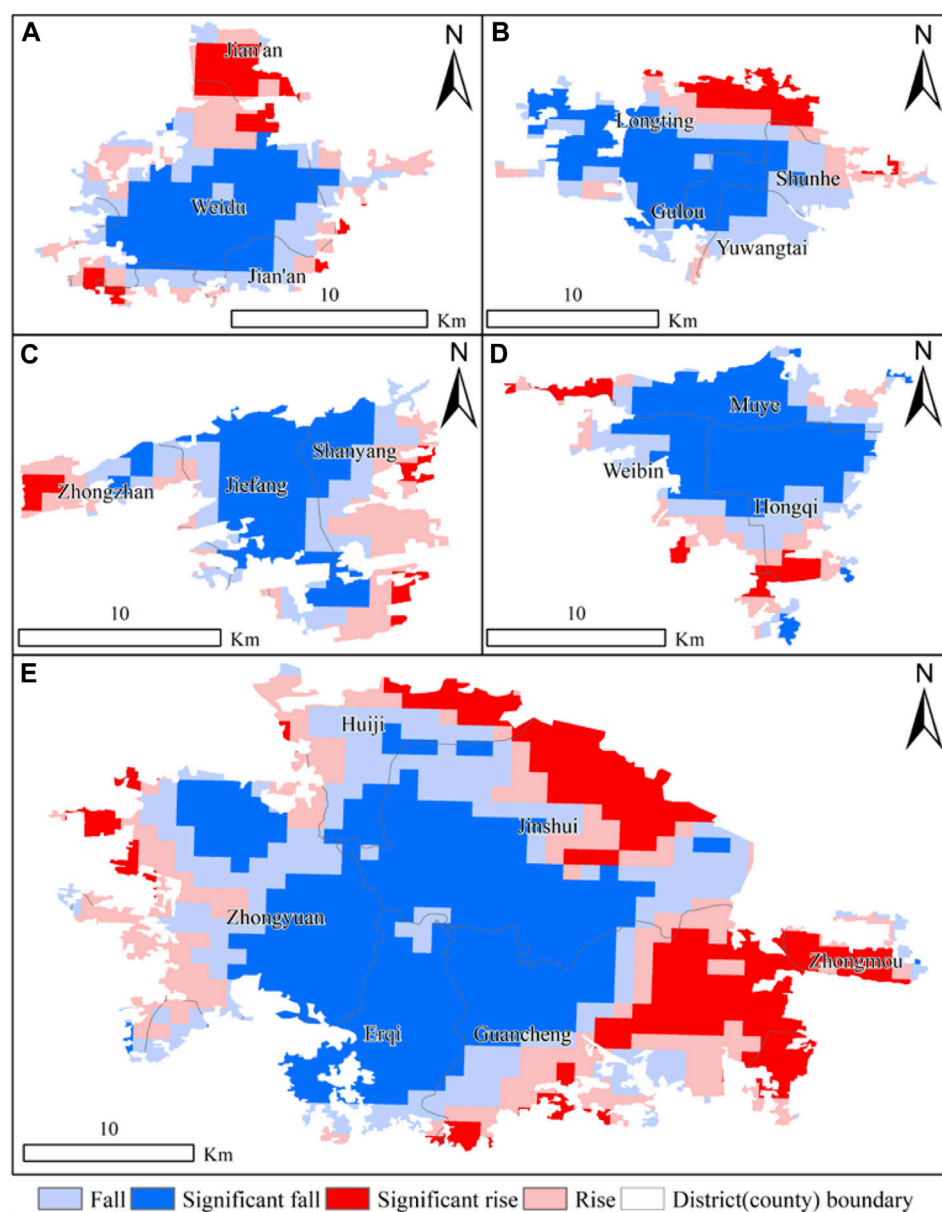 A
Jian'an
N
Weidu
Jian'an
10
Km
B
N
Longting
Shunhe
Gulou
Yuwangtai
10
Km
C
N
Shanyang
Zhongzhan
Jiefang
10
Km
D
N
Muye
Weibin
Hongqi
10
Km
E
N
Huiji
Jinshui
Zhongyuan
Zhongmou
Erqi
Guancheng
10
Km
Fall Significant fall Significant rise Rise District(county) boundary